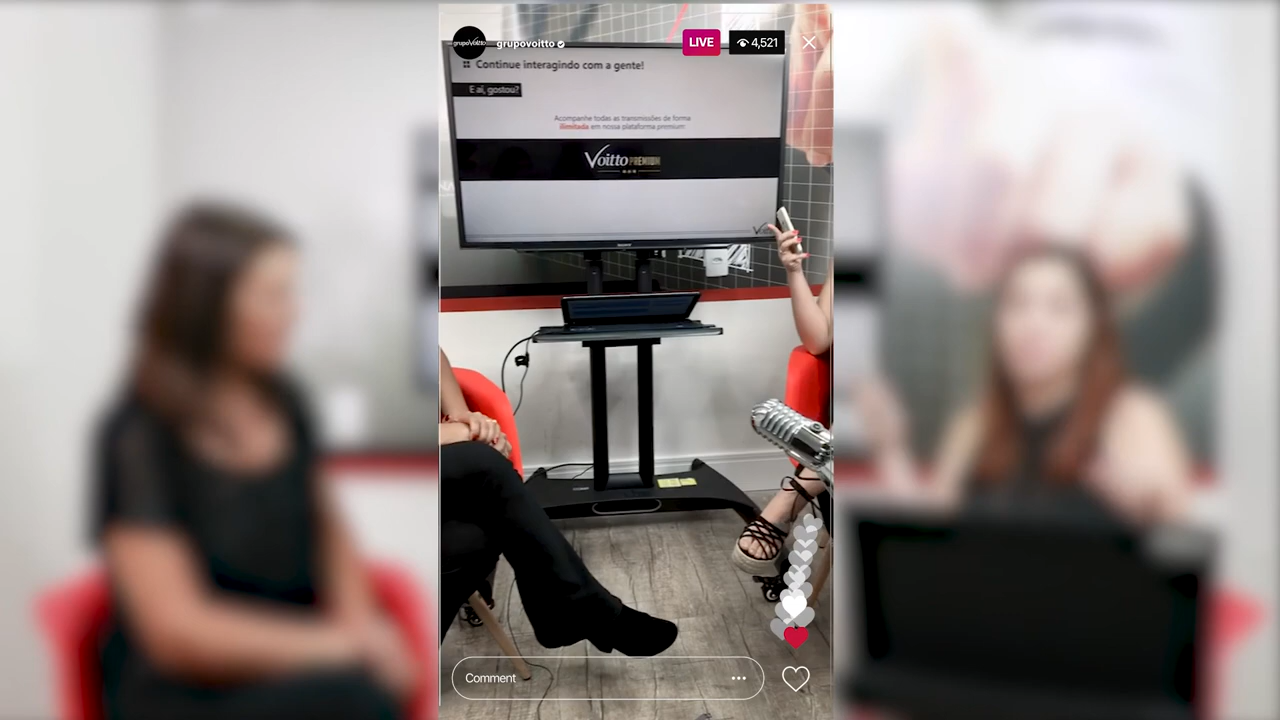 grupovoitto
grupovoitto
LIVE
4,521
Continue interagindo com a gente!
E aí, gostou?
Acompanhe todas as transmissões de forma
ilimitada em nossa plataforma premium
Voitto PREMIUM
Comment